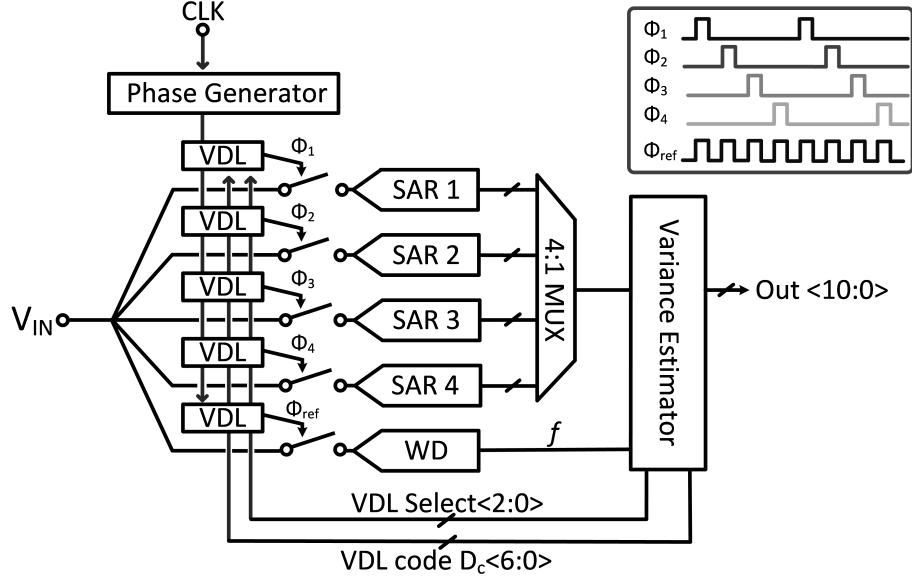 CLK
Phase Generator
VDL
Φ1
SAR 1
VDL
Φ2
SAR 2
VDL
Φ3
SAR 3
VDL
Φ4
SAR 4
VDL
Φref
WD
VIN
4:1 MUX
f
Variance Estimator
Out <10:0>
VDL Select<2:0>
VDL code Dc<6:0>
Φ1
Φ2
Φ3
Φ4
Φref